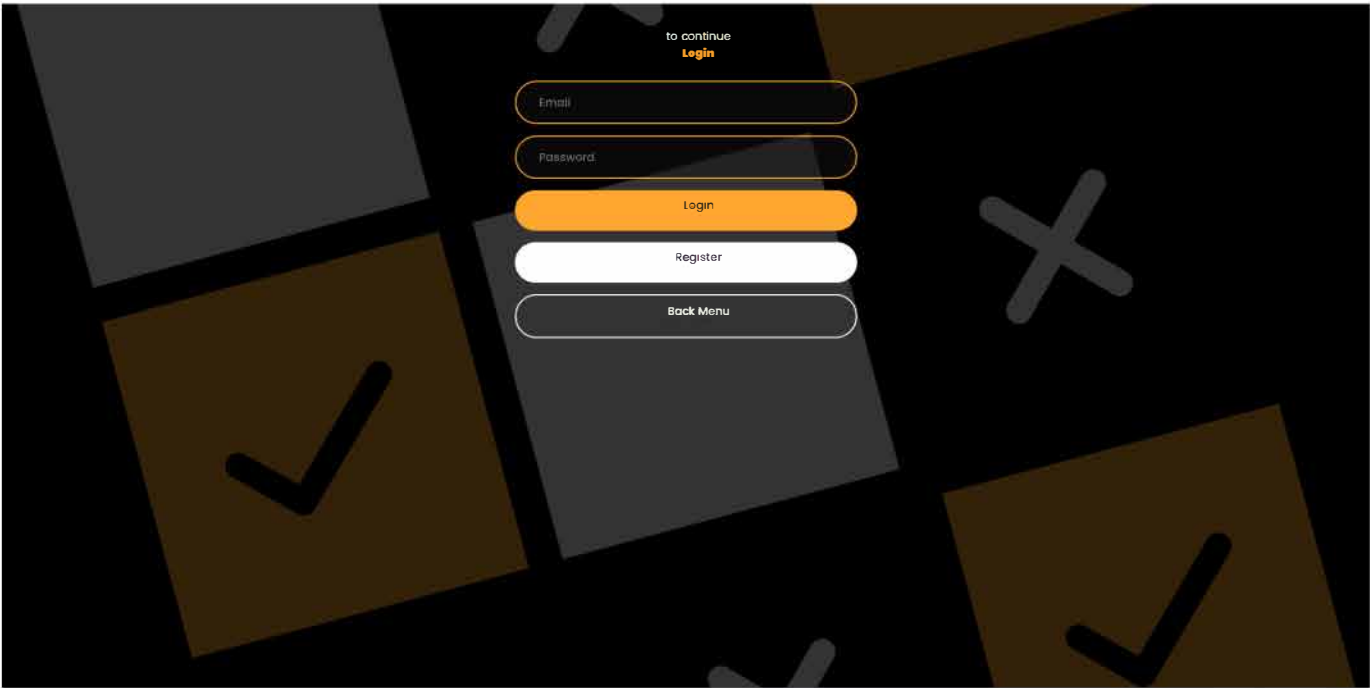 to continue
Login
Email
Password
Login
Register
Back Menu